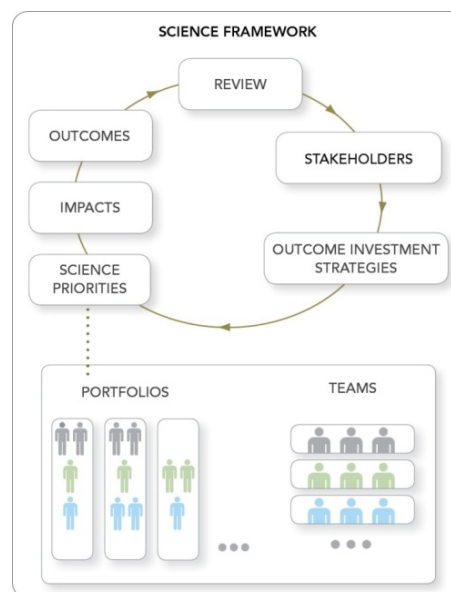 SCIENCE FRAMEWORK
REVIEW
OUTCOMES
STAKEHOLDERS
IMPACTS
OUTCOME INVESTMENT
STRATEGIES
SCIENCE
PRIORITIES
PORTFOLIOS
TEAMS